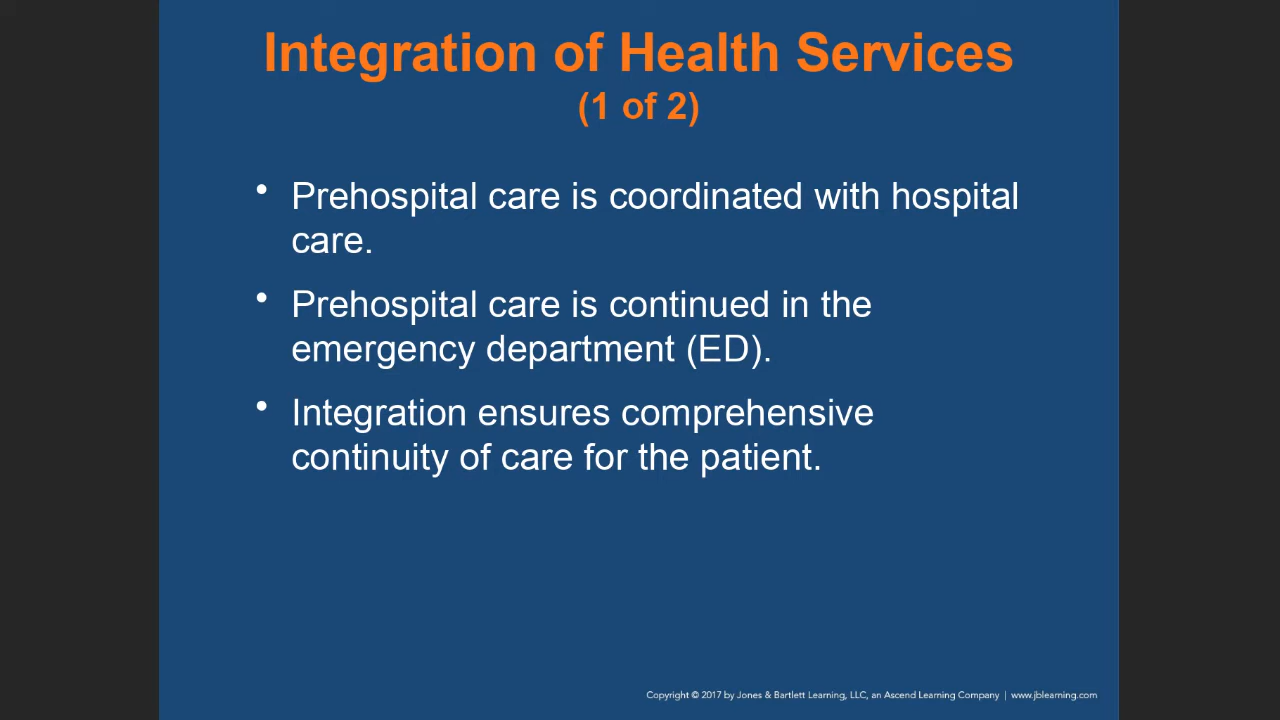 Integration of Health Services
(1 of 2)
• Prehospital care is coordinated with hospital
care.
• Prehospital care is continued in the
emergency department (ED).
• Integration ensures comprehensive
continuity of care for the patient.
Copyright © 2017 by Jones & Bartlett Learning, LLC, an Ascend Learning Company | www.jblearning.com